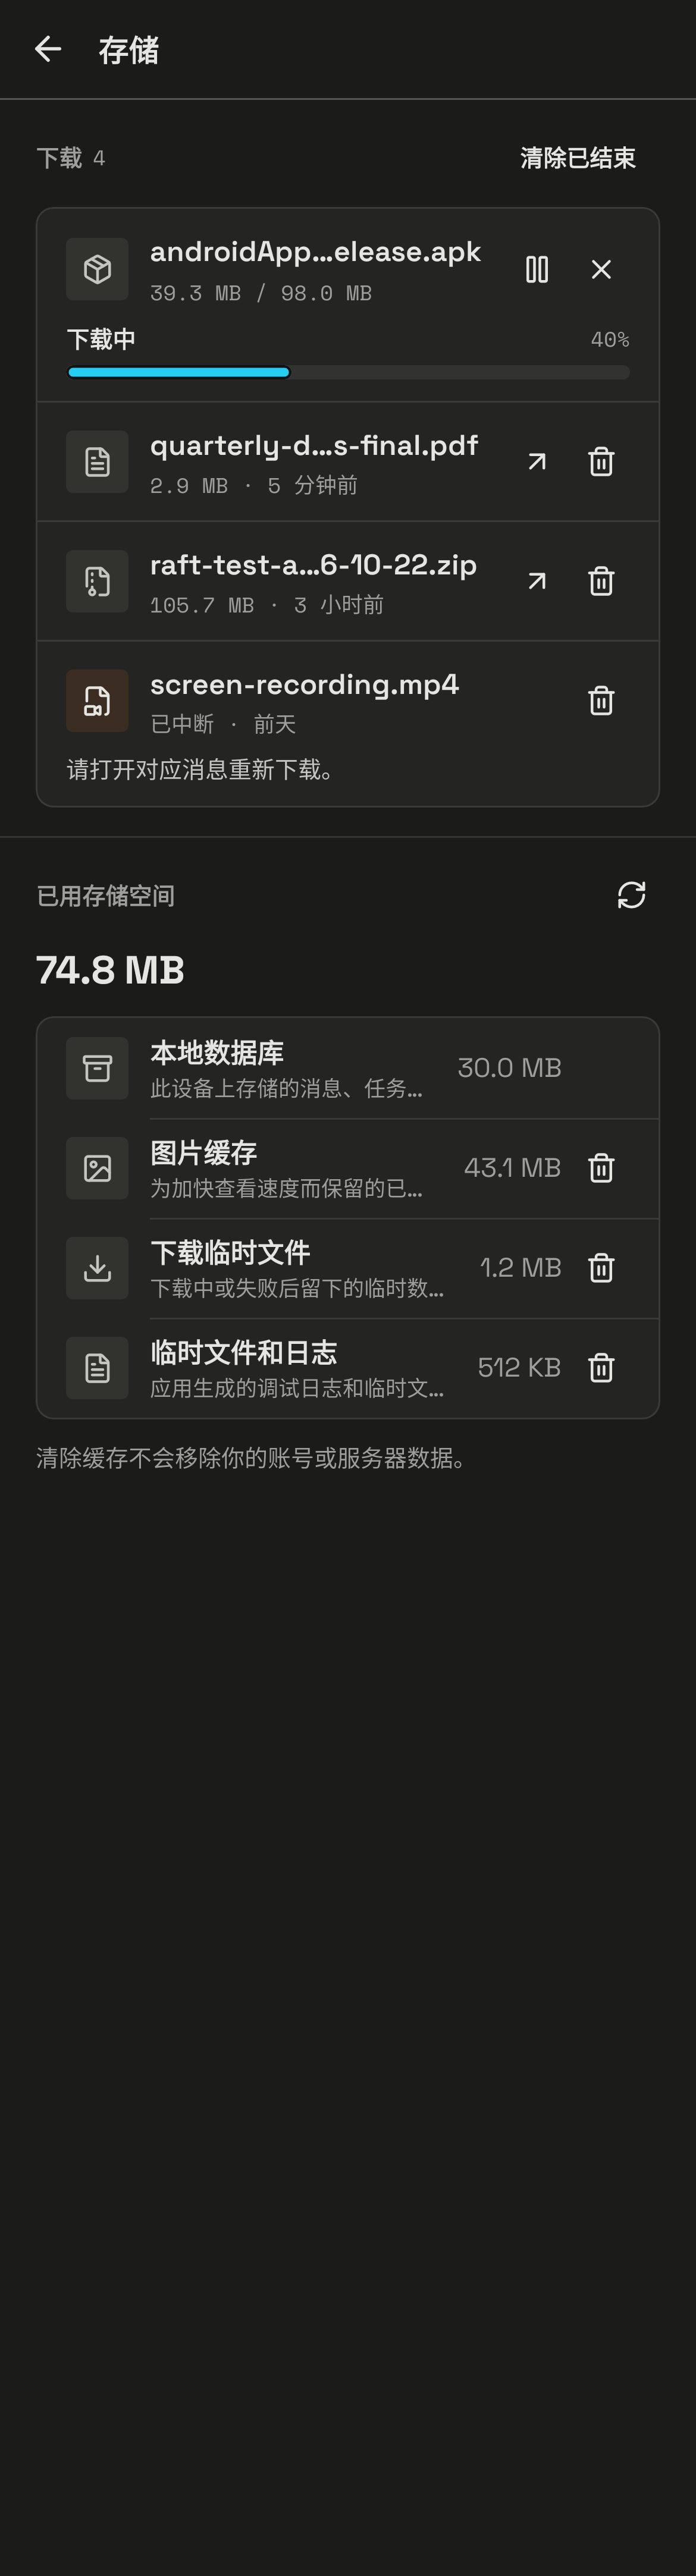 存储
下载 4
清除已结束
androidApp...elease.apk
39.3 MB / 98.0 MB
下载中
40%
quarterly-d...s-final.pdf
2.9 MB · 5 分钟前
raft-test-a...6-10-22.zip
105.7 MB · 3 小时前
screen-recording.mp4
已中断 · 前天
请打开对应消息重新下载。
已用存储空间
74.8 MB
本地数据库
此设备上存储的消息、任务...
30.0 MB
图片缓存
为加快查看速度而保留的已...
43.1 MB
下载临时文件
下载中或失败后留下的临时数...
1.2 MB
临时文件和日志
应用生成的调试日志和临时文...
512 KB
清除缓存不会移除你的账号或服务器数据。